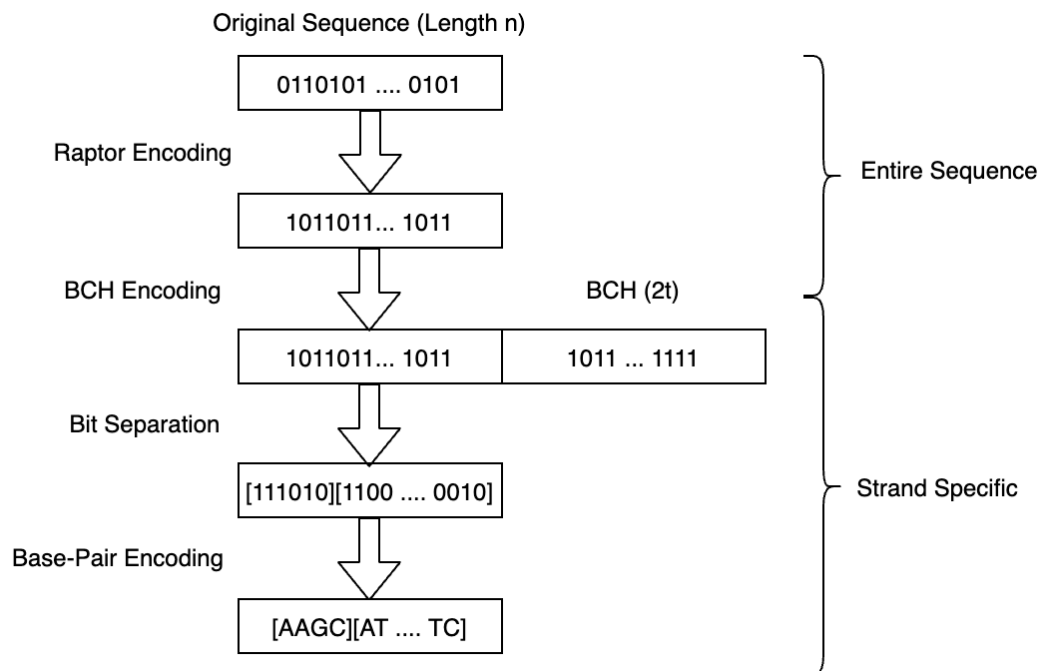 Original Sequence (Length n)
0110101 .... 0101
Raptor Encoding
Entire Sequence
1011011... 1011
BCH Encoding
BCH (2t)
1011011... 1011
1011 ... 1111
Bit Separation
[111010][1100 .... 0010]
Strand Specific
Base-Pair Encoding
[AAGC][AT .... TC]